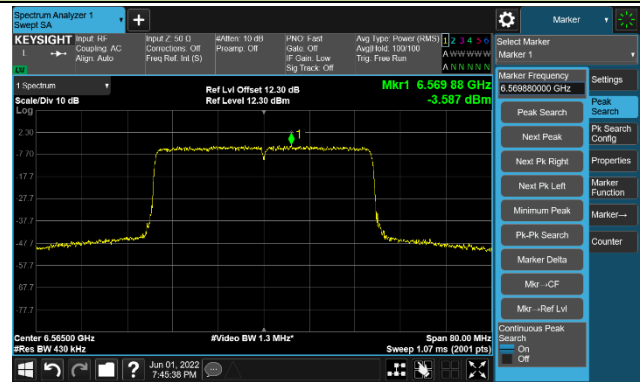 Spectrum Analyzer 1
Swept SA
Marker
KEYSIGHT
Input: RF
Coupling: AC
Align: Auto
Input Z: 50 Ω
Corrections: Off
Freq Ref: Int (S)
#Atten: 10 dB
Preamp: Off
PNO: Fast
Gate: Off
IF Gain: Low
Sig Track: Off
Avg Type: Power (RMS)
Avg|Hold: 100/100
Trig: Free Run
1 2 3 4 5 6
A W W W W W
A N N N N N
L
1 Spectrum
Scale/Div 10 dB
Log
Ref Lvl Offset 12.30 dB
Ref Level 12.30 dBm
Mkr1 6.569 88 GHz
-3.587 dBm
1
2.30
-7.70
-17.7
-27.7
-37.7
-47.7
-57.7
-67.7
-77.7
Center 6.56500 GHz
#Res BW 430 kHz
#Video BW 1.3 MHz*
Span 80.00 MHz
Sweep 1.07 ms (2001 pts)
Select Marker
Marker 1
Marker Frequency
6.569880000 GHz
Peak Search
Next Peak
Next Pk Right
Next Pk Left
Minimum Peak
Pk-Pk Search
Marker Delta
Mkr→CF
Mkr→Ref Lvl
Continuous Peak
Search
On
Off
Settings
Peak
Search
Pk Search
Config
Properties
Marker
Function
Marker→
Counter
?
Jun 01, 2022
7:45:38 PM